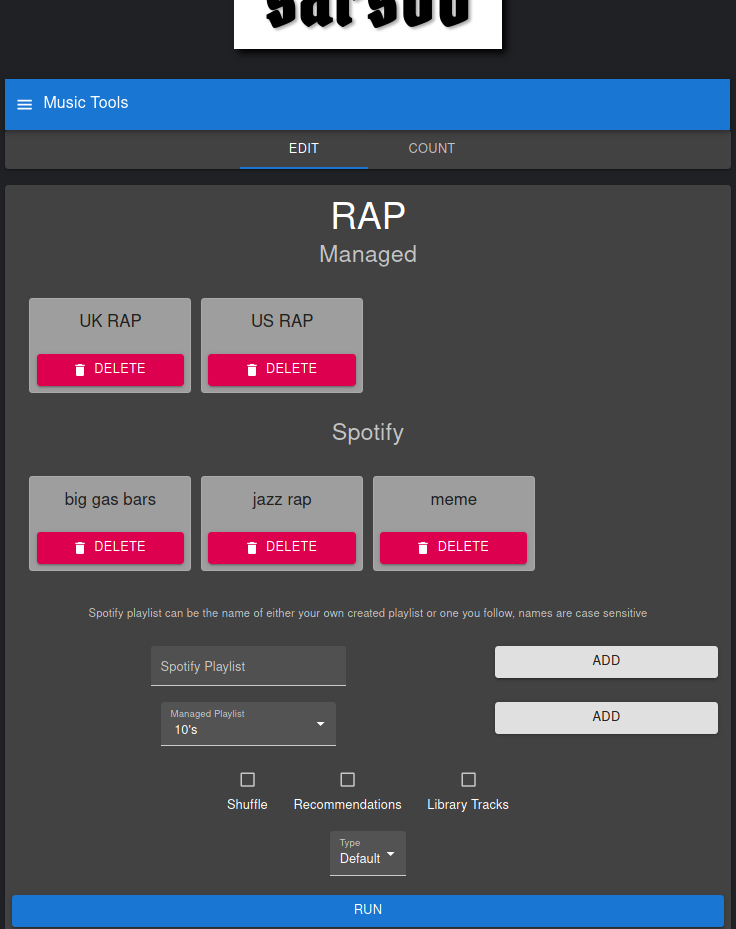 sarsoo
Music Tools
EDIT COUNT
RAP
Managed
UK RAP US RAP
DELETE DELETE
Spotify
big gas bars jazz rap meme
DELETE DELETE DELETE
Spotify playlist can be the name of either your own created playlist or one you follow, names are case sensitive
Spotify Playlist ADD
Managed Playlist
10's ADD
Shuffle Recommendations Library Tracks
Type
Default
RUN